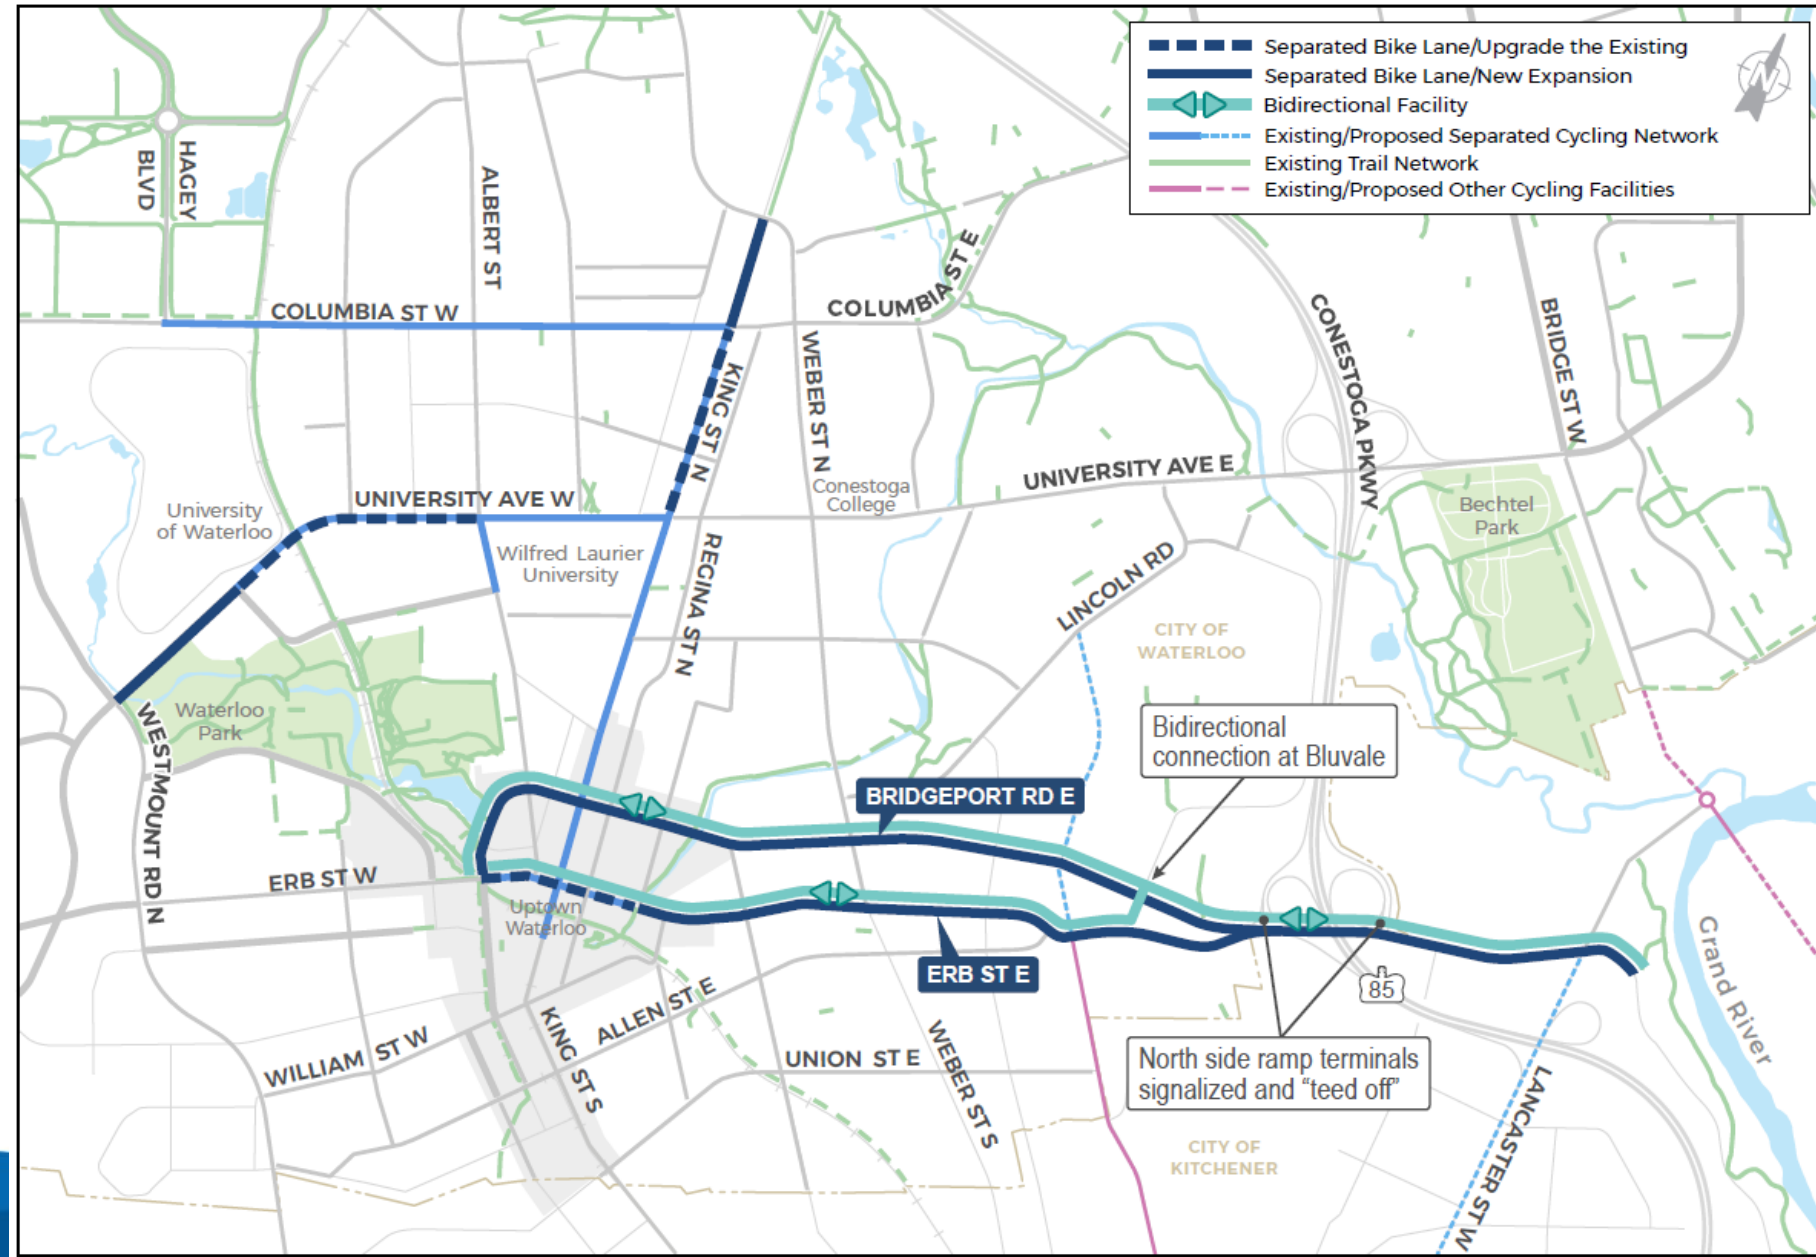 Separated Bike Lane/Upgrade the Existing
Separated Bike Lane/New Expansion
Bidirectional Facility
Existing/Proposed Separated Cycling Network
Existing Trail Network
Existing/Proposed Other Cycling Facilities
N
HAGEY
BLVD
ALBERT ST
COLUMBIA ST W
COLUMBIA ST E
KING ST N
WEBER ST N
CONESTOGA PKWY
BRIDGE ST W
UNIVERSITY AVE W
UNIVERSITY AVE E
Conestoga
College
University
of Waterloo
Wilfred Laurier
University
Bechtel
Park
REGINA ST N
LINCOLN RD
CITY OF
WATERLOO
Waterloo
Park
WESTMOUNT RD N
Bidirectional
connection at Bluvale
BRIDGEPORT RD E
ERB ST W
Uptown
Waterloo
ERB ST E
85
Grand River
ALLEN ST E
WILLIAM ST W
KING ST S
UNION ST E
WEBER ST S
North side ramp terminals
signalized and “teed off”
LANCASTER ST W
CITY OF
KITCHENER